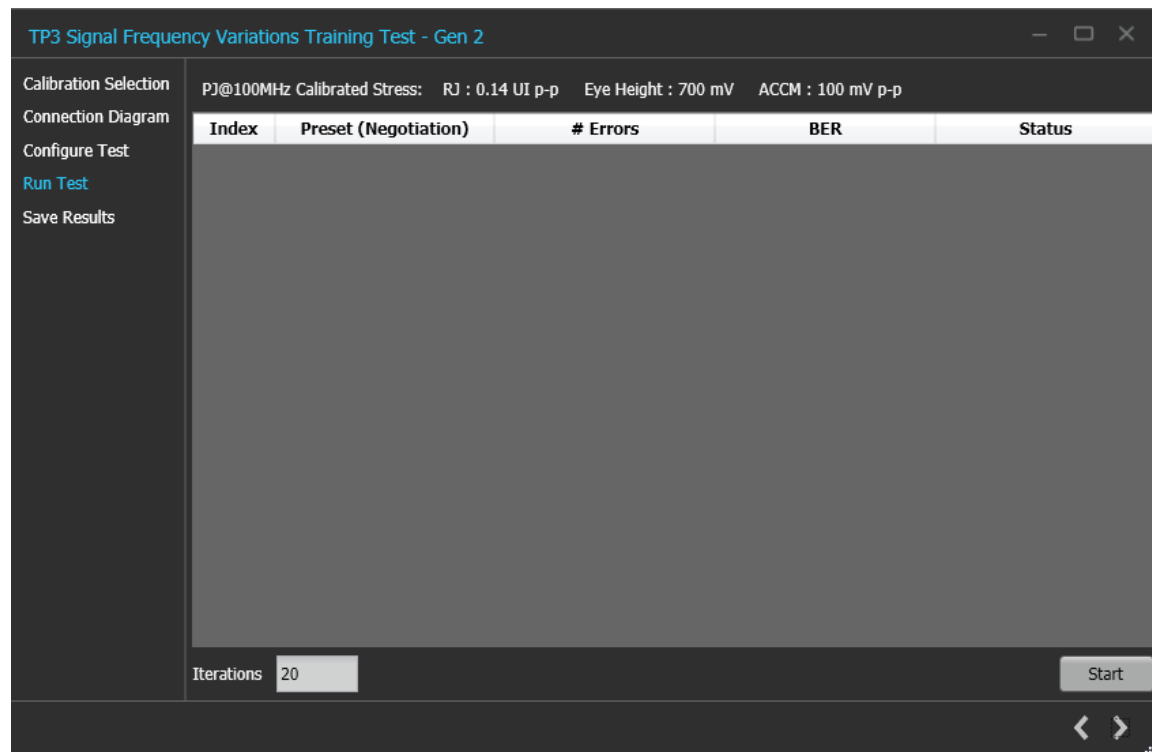 TP3 Signal Frequency Variations Training Test - Gen 2
Calibration Selection
Connection Diagram
Configure Test
Run Test
Save Results
PJ@100MHz Calibrated Stress: RJ : 0.14 UI p-p Eye Height : 700 mV ACCM : 100 mV p-p
Index Preset (Negotiation) # Errors BER Status
Iterations 20
Start